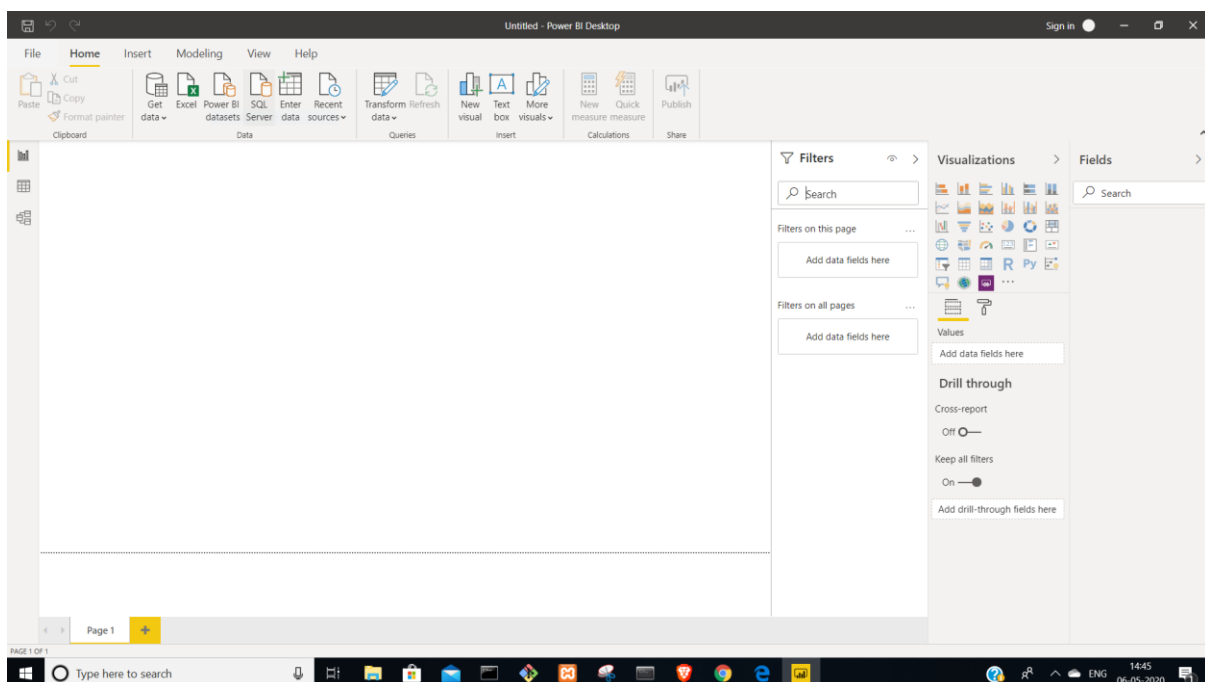 Untitled - Power BI Desktop
Sign in
File Home Insert Modeling View Help
Paste
Cut
Copy
Format painter
Clipboard
Get data
Excel
Power BI datasets
SQL Server
Enter data
Recent sources
Data
Transform data
Refresh
Queries
New visual
Text box
More visuals
Insert
New measure
Quick measure
Calculations
Publish
Share
Filters
Search
Filters on this page
Add data fields here
Filters on all pages
Add data fields here
Visualizations
R Py
Values
Add data fields here
Drill through
Cross-report
Off
Keep all filters
On
Add drill-through fields here
Fields
Search
Page 1
PAGE 1 OF 1
Type here to search
ENG
14:45
06-05-2020